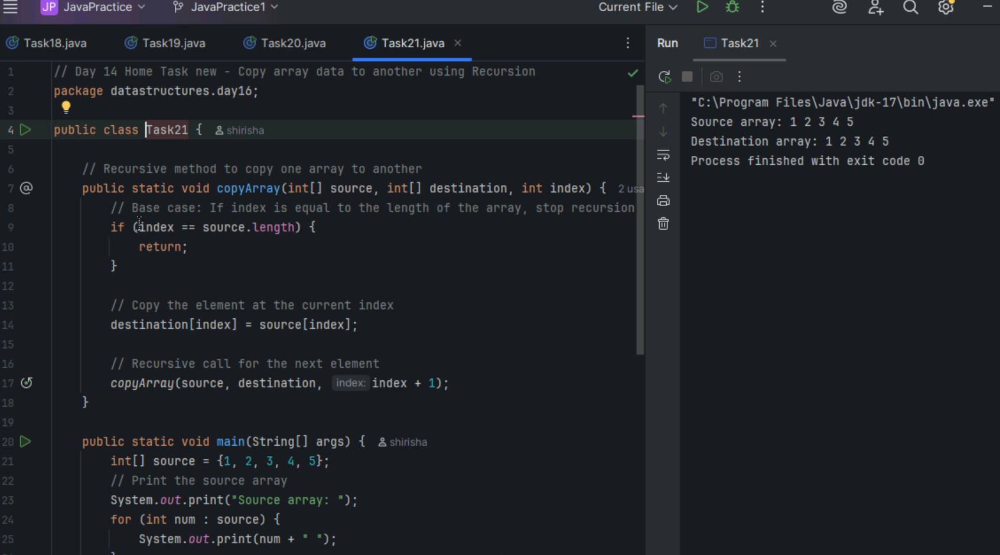 JP JavaPractice JavaPractice1 Current File
Task18.java Task19.java Task20.java Task21.java
1 // Day 14 Home Task new - Copy array data to another using Recursion
2 package datastructures.day16;
3
4 public class Task21 { shirisha
5
6 // Recursive method to copy one array to another
7 public static void copyArray(int[] source, int[] destination, int index) { 2 usa
8 // Base case: If index is equal to the length of the array, stop recursion
9 if (index == source.length) {
10 return;
11 }
12
13 // Copy the element at the current index
14 destination[index] = source[index];
15
16 // Recursive call for the next element
17 copyArray(source, destination, index: index + 1);
18 }
19
20 public static void main(String[] args) { shirisha
21 int[] source = {1, 2, 3, 4, 5};
22 // Print the source array
23 System.out.print("Source array: ");
24 for (int num : source) {
25 System.out.print(num + " ");
Run Task21
"C:\Program Files\Java\jdk-17\bin\java.exe"
Source array: 1 2 3 4 5
Destination array: 1 2 3 4 5
Process finished with exit code 0